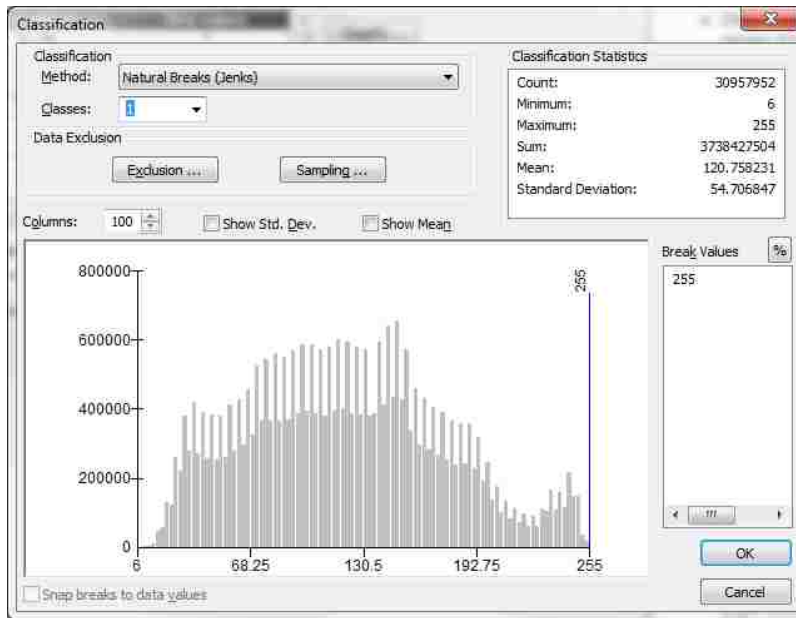 Classification
Classification
Method: Natural Breaks (Jenks)
Classes: 1
Data Exclusion
Exclusion ... Sampling ...
Classification Statistics
Count: 30957952
Minimum: 6
Maximum: 255
Sum: 3738427504
Mean: 120.758231
Standard Deviation: 54.706847
Columns: 100 Show Std. Dev. Show Mean
Break Values %
255
800000
600000
400000
200000
0
6 68.25 130.5 192.75 255
255
OK
Cancel
Snap breaks to data values